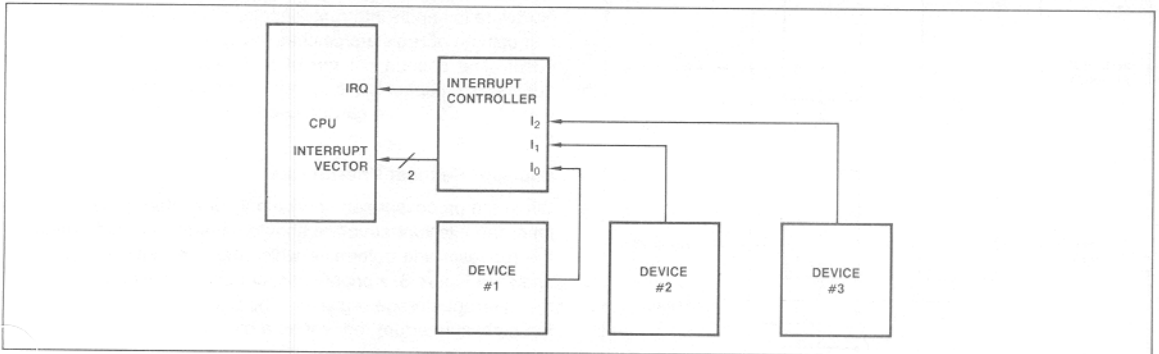 IRQ
CPU
INTERRUPT
VECTOR
2
INTERRUPT
CONTROLLER
I2
I1
I0
DEVICE
#1
DEVICE
#2
DEVICE
#3